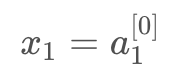 $x_1 = a_1^{[0]}$